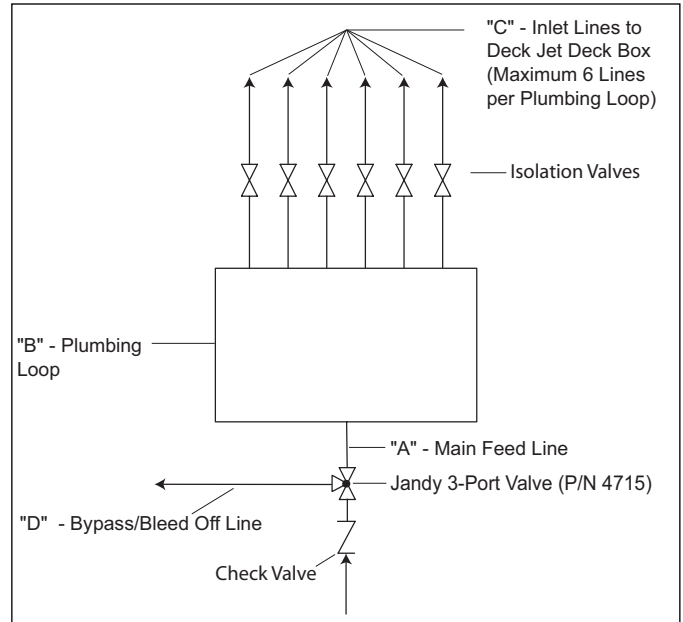 "C" - Inlet Lines to
Deck Jet Deck Box
(Maximum 6 Lines
per Plumbing Loop)
Isolation Valves
"B" - Plumbing
Loop
"A" - Main Feed Line
Jandy 3-Port Valve (P/N 4715)
"D" - Bypass/Bleed Off Line
Check Valve